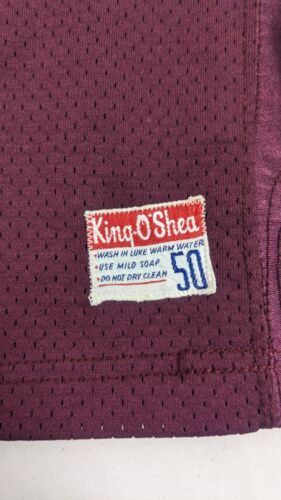 King-O'Shea
•WASH IN LUKE WARM WATER
•USE MILD SOAP
•DO NOT DRY CLEAN
50